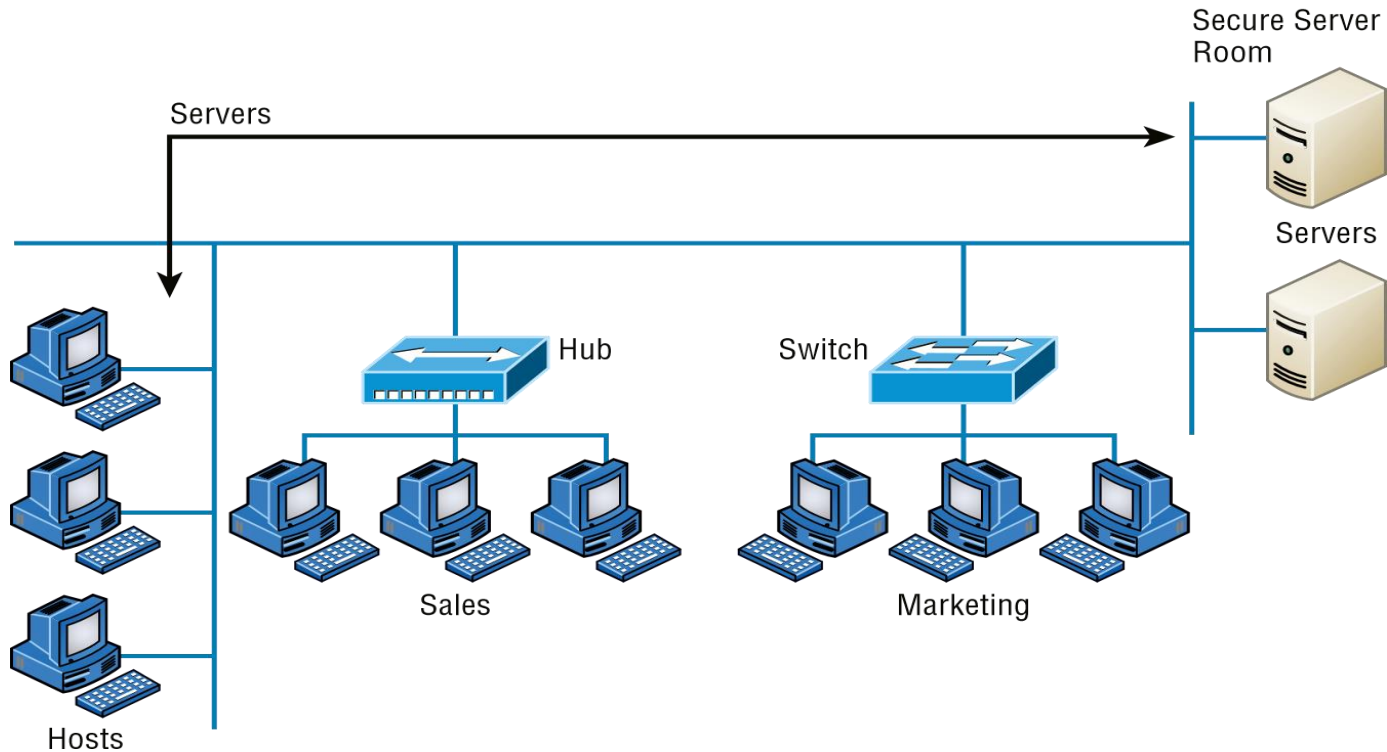 Secure Server
Room
Servers
Servers
Hub
Switch
Sales
Marketing
Hosts